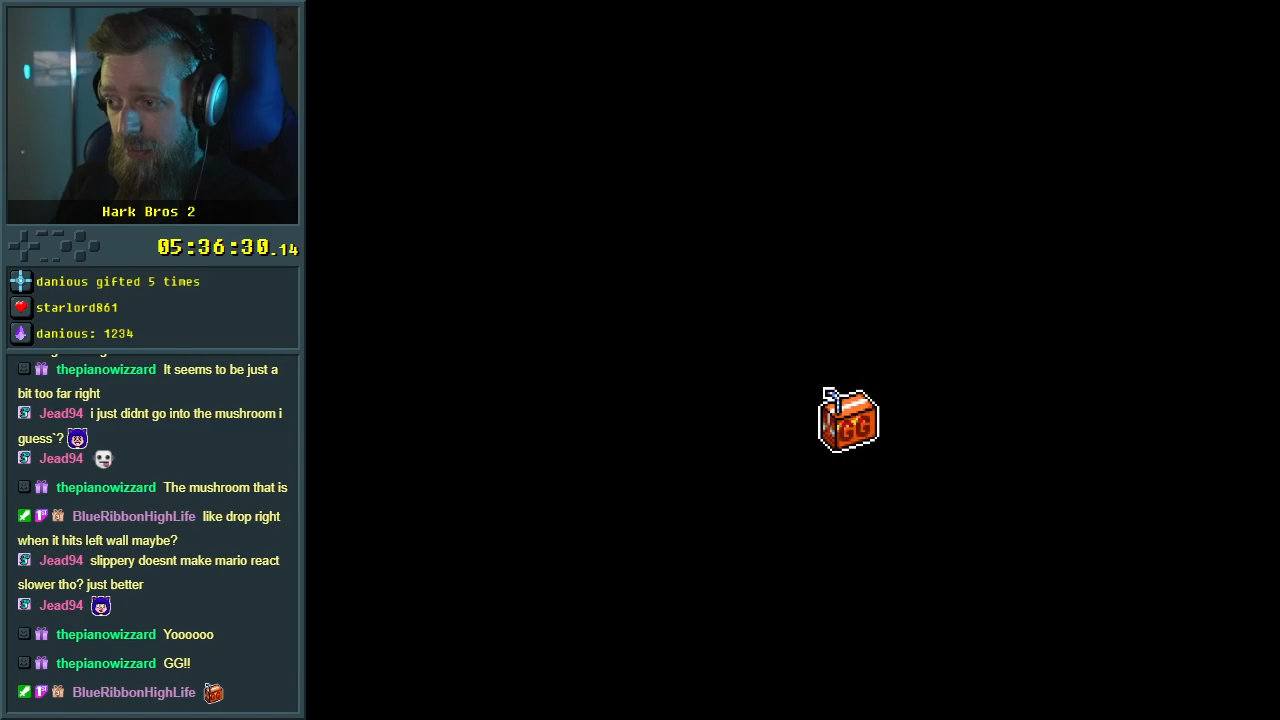 Hark Bros 2
05:36:30.14
danious gifted 5 times
starlord861
danious: 1234
thepianowizzard It seems to be just a
bit too far right
Jead94 i just didnt go into the mushroom i
guess`?
Jead94
thepianowizzard The mushroom that is
BlueRibbonHighLife like drop right
when it hits left wall maybe?
Jead94 slippery doesnt make mario react
slower tho? just better
Jead94
thepianowizzard Yoooooo
thepianowizzard GG!!
BlueRibbonHighLife
GG